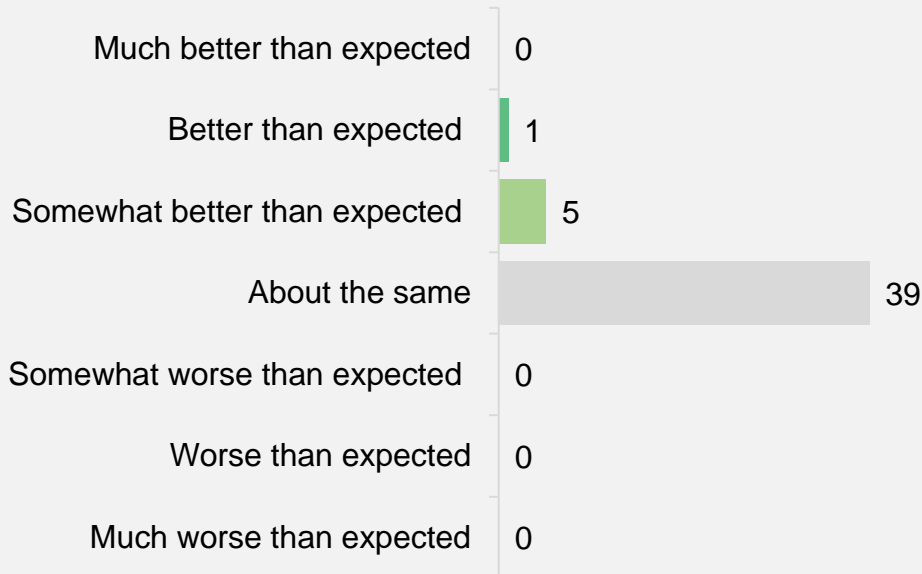 Much better than expected 0
Better than expected 1
Somewhat better than expected 5
About the same 39
Somewhat worse than expected 0
Worse than expected 0
Much worse than expected 0